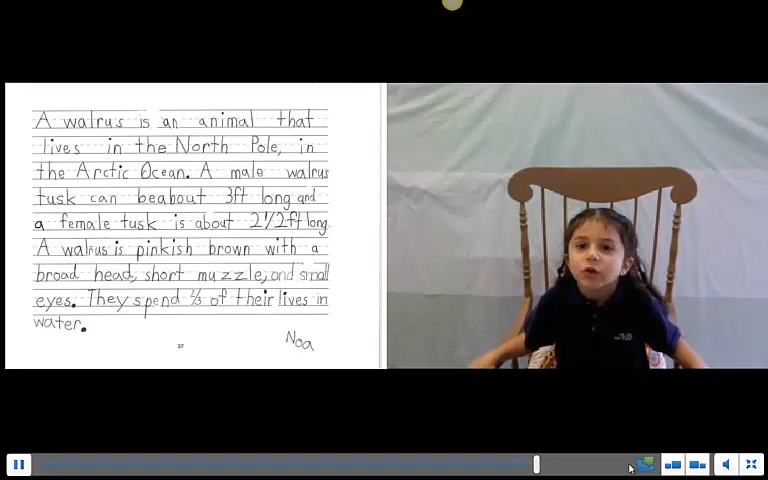 A walrus is an animal that
lives in the North Pole, in
the Arctic Ocean. A male walrus
tusk can beabout 3ft long and
a female tusk is about 2 1/2 ft long.
A walrus is pinkish brown with a
broad head, short muzzle, and small
eyes. They spend 2/3 of their lives in
water.
Noa
37